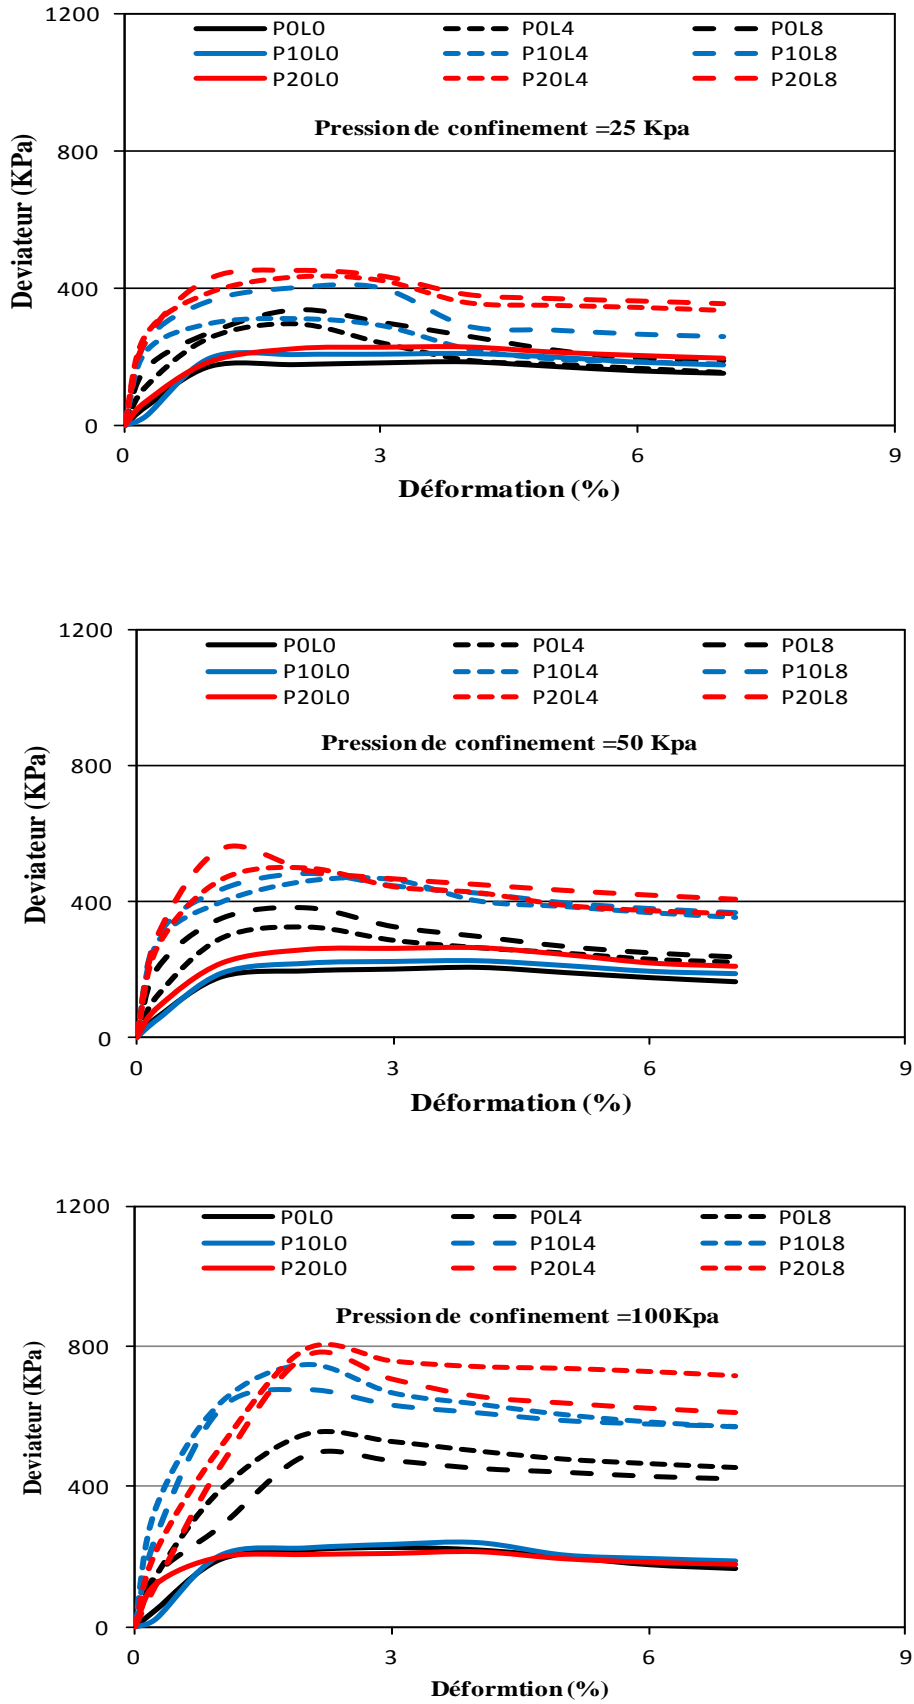 1200
P0L0 P0L4 P0L8
P10L0 P10L4 P10L8
P20L0 P20L4 P20L8
Pression de confinement =25 Kpa
800
Deviateur (KPa)
400
0
0 3 6 9
Déformation (%)
1200
P0L0 P0L4 P0L8
P10L0 P10L4 P10L8
P20L0 P20L4 P20L8
Pression de confinement =50 Kpa
800
Deviateur (KPa)
400
0
0 3 6 9
Déformation (%)
1200
P0L0 P0L4 P0L8
P10L0 P10L4 P10L8
P20L0 P20L4 P20L8
Pression de confinement =100Kpa
800
Deviateur (KPa)
400
0
0 3 6 9
Déformtion (%)